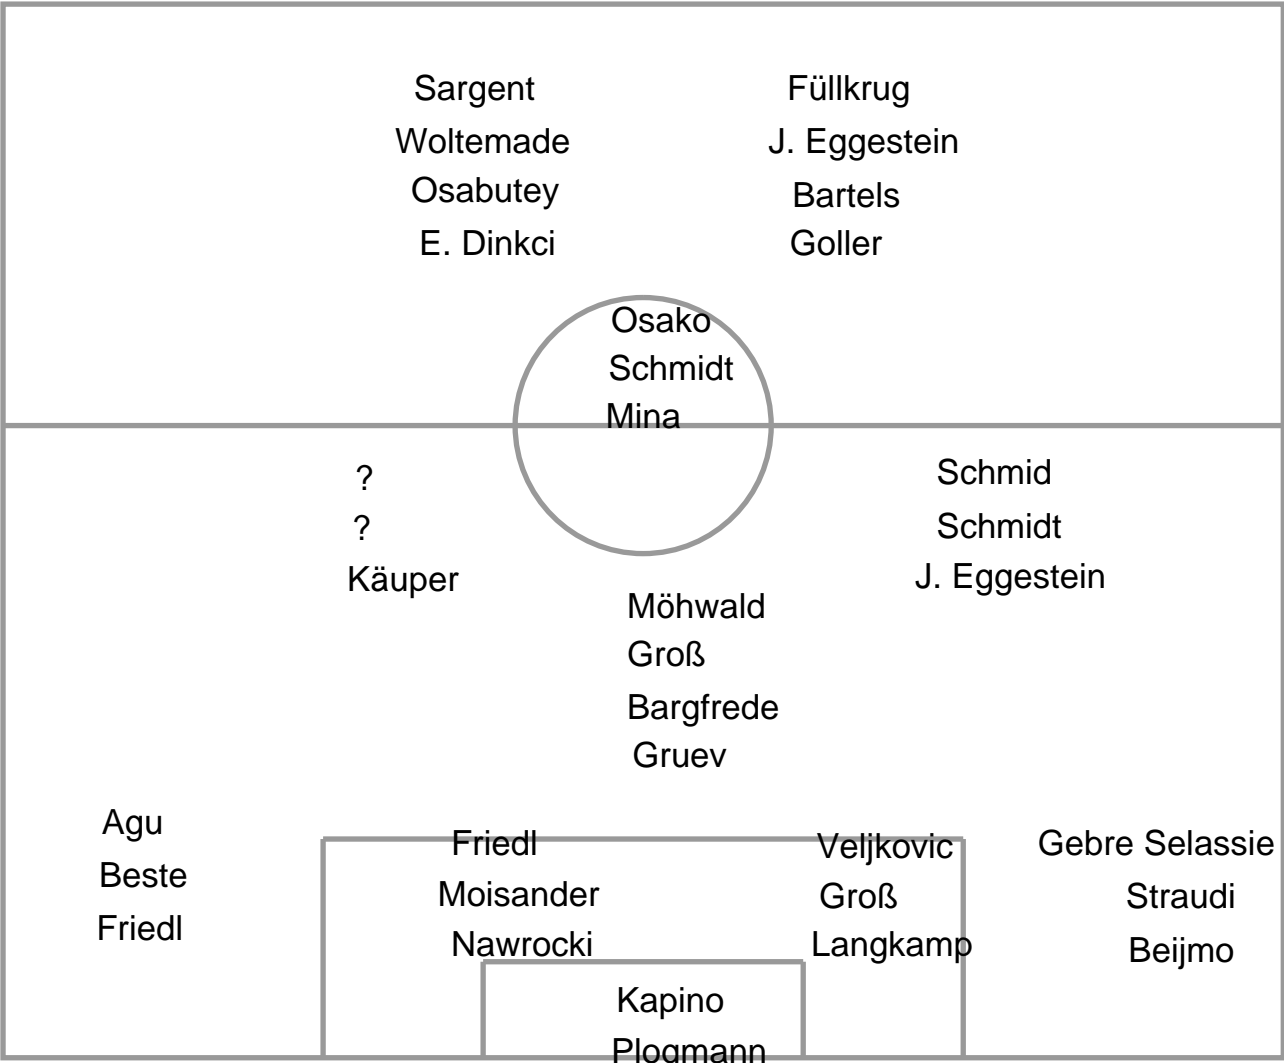 Sargent
Woltemade
Osabutey
E. Dinkci
Füllkrug
J. Eggestein
Bartels
Goller
Osako
Schmidt
Mina
?
?
Käuper
Schmid
Schmidt
J. Eggestein
Möhwald
Groß
Bargfrede
Gruev
Agu
Beste
Friedl
Friedl
Moisander
Nawrocki
Veljkovic
Groß
Langkamp
Gebre Selassie
Straudi
Beijmo
Kapino
Plogmann